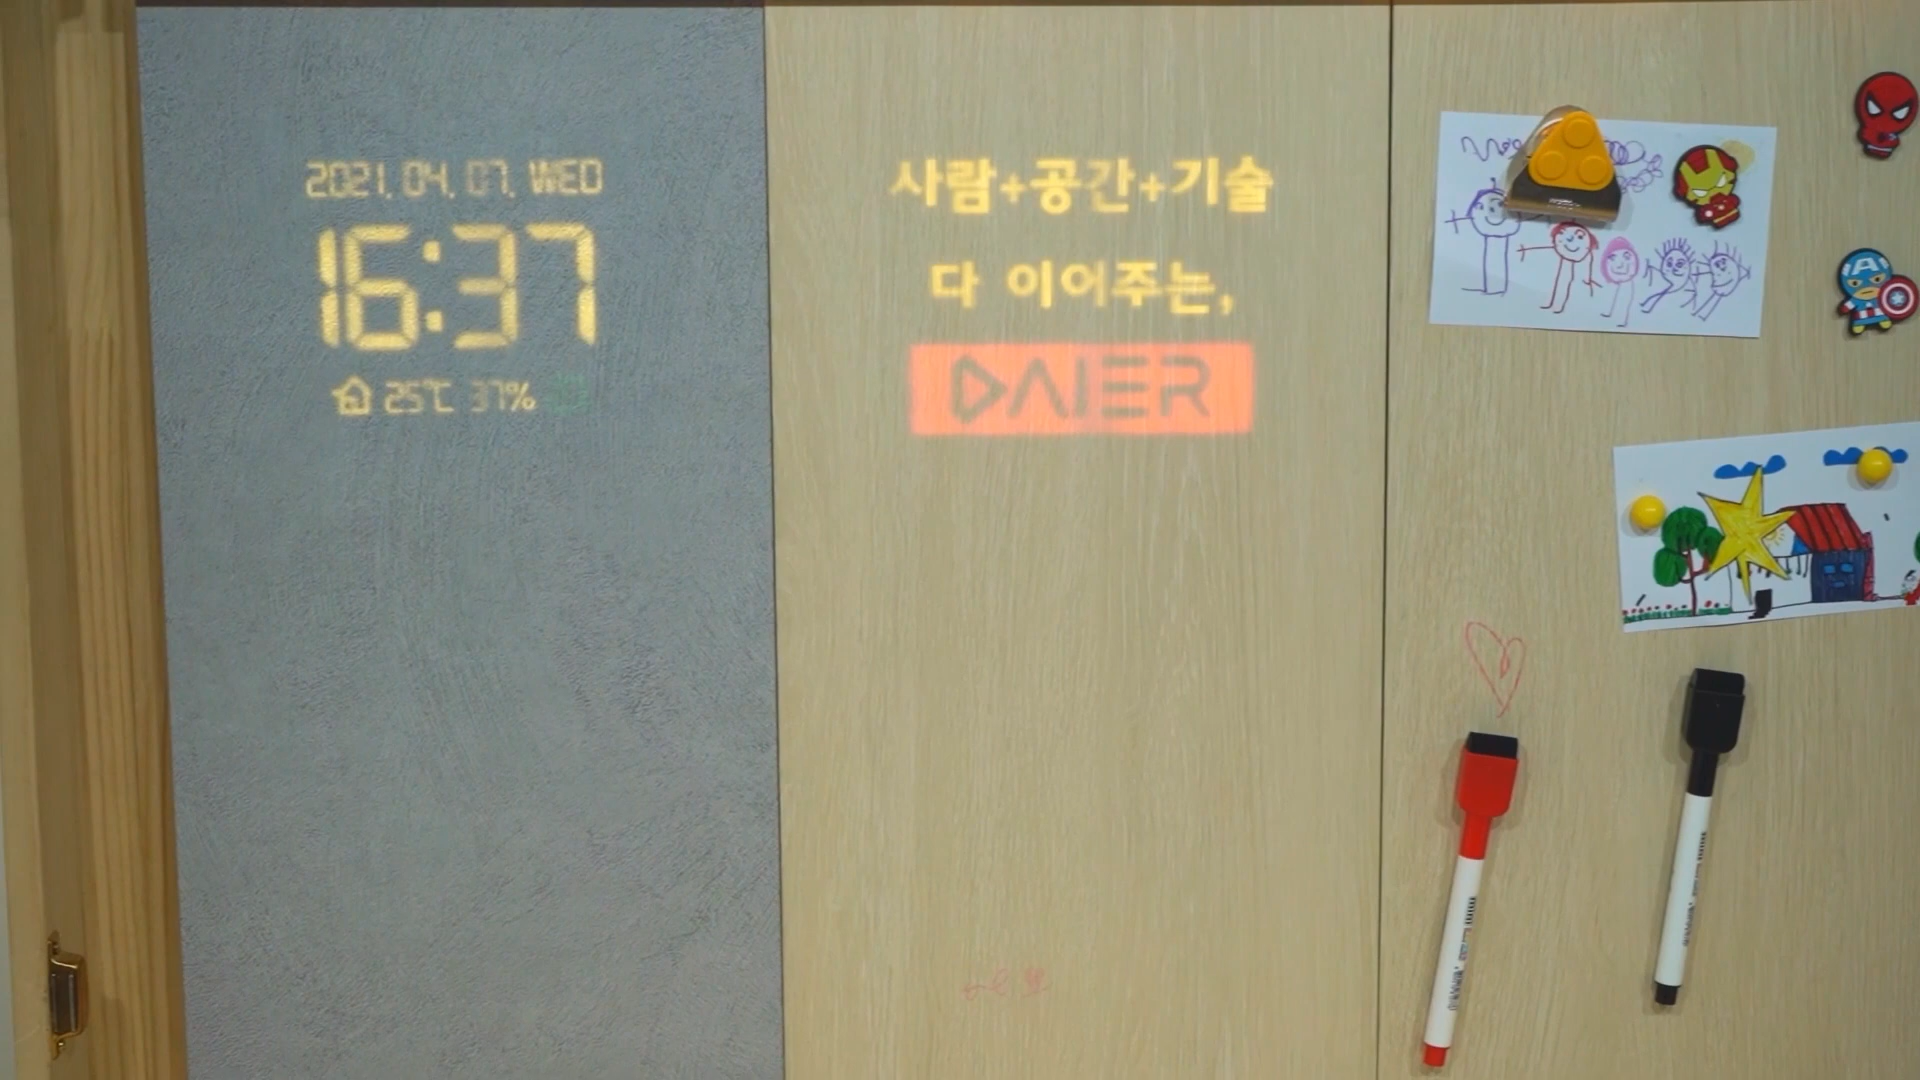 2021. 04. 07. WED
16:37
25℃ 37%
사람+공간+기술
다 이어주는,
DAIER